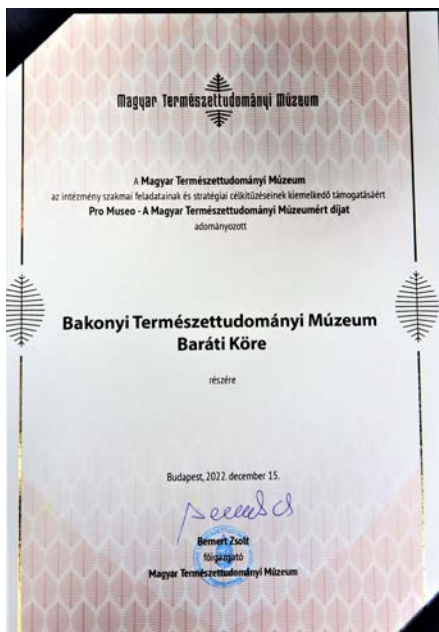 Magyar Természettudományi Múzeum
A Magyar Természettudományi Múzeum
az intézmény szakmai feladatainak és stratégiai célkitűzéseinek kiemelkedő támogatásáért
Pro Museo - A Magyar Természettudományi Múzeumért díjat
adományozott
Bakonyi Természettudományi Múzeum
Baráti Köre
részére
Budapest, 2022. december 15.
Bernert Zsolt
főigazgató
Magyar Természettudományi Múzeum